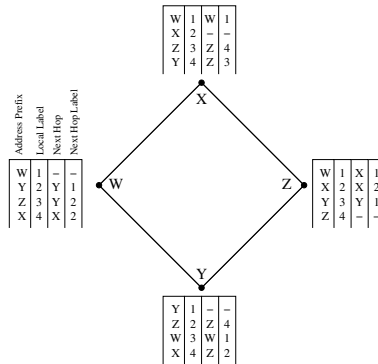 W 1 W 1
X 2 – –
Z 3 Z 4
Y 4 Z 3
X
Address Prefix
Local Label
Next Hop
Next Hop Label
W 1 – –
Y 2 Y 1
Z 3 Y 2
X 4 X 2
W
Z
W 1 X 1
X 2 X 2
Y 3 Y 1
Z 4 – –
Y
Y 1 – –
Z 2 Z 4
W 3 W 1
X 4 Z 2